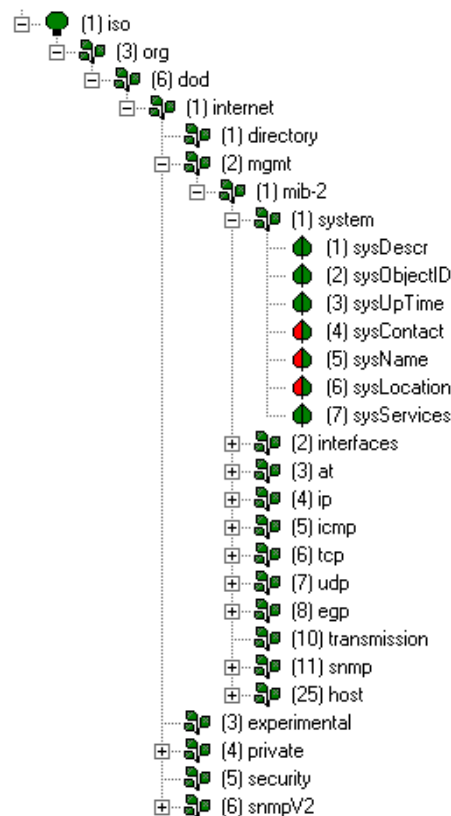 (1) iso
(3) org
(6) dod
(1) internet
(1) directory
(2) mgmt
(1) mib-2
(1) system
(1) sysDescr
(2) sysObjectID
(3) sysUpTime
(4) sysContact
(5) sysName
(6) sysLocation
(7) sysServices
(2) interfaces
(3) at
(4) ip
(5) icmp
(6) tcp
(7) udp
(8) egp
(10) transmission
(11) snmp
(25) host
(3) experimental
(4) private
(5) security
(6) snmpV2